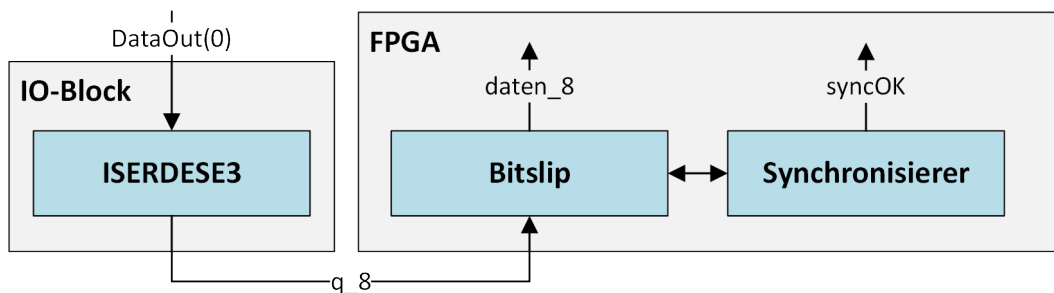 DataOut(0)
FPGA
IO-Block
daten_8
syncOK
ISERDESE3
Bitslip
Synchronisierer
q_8